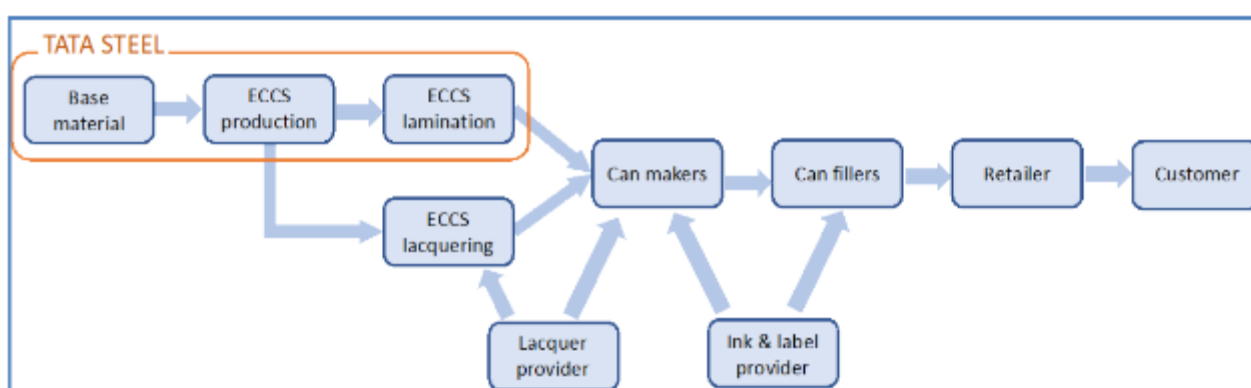 TATA STEEL
Base
material
ECCS
production
ECCS
lamination
Can makers
Can fillers
Retailer
Customer
ECCS
lacquering
Lacquer
provider
Ink & label
provider